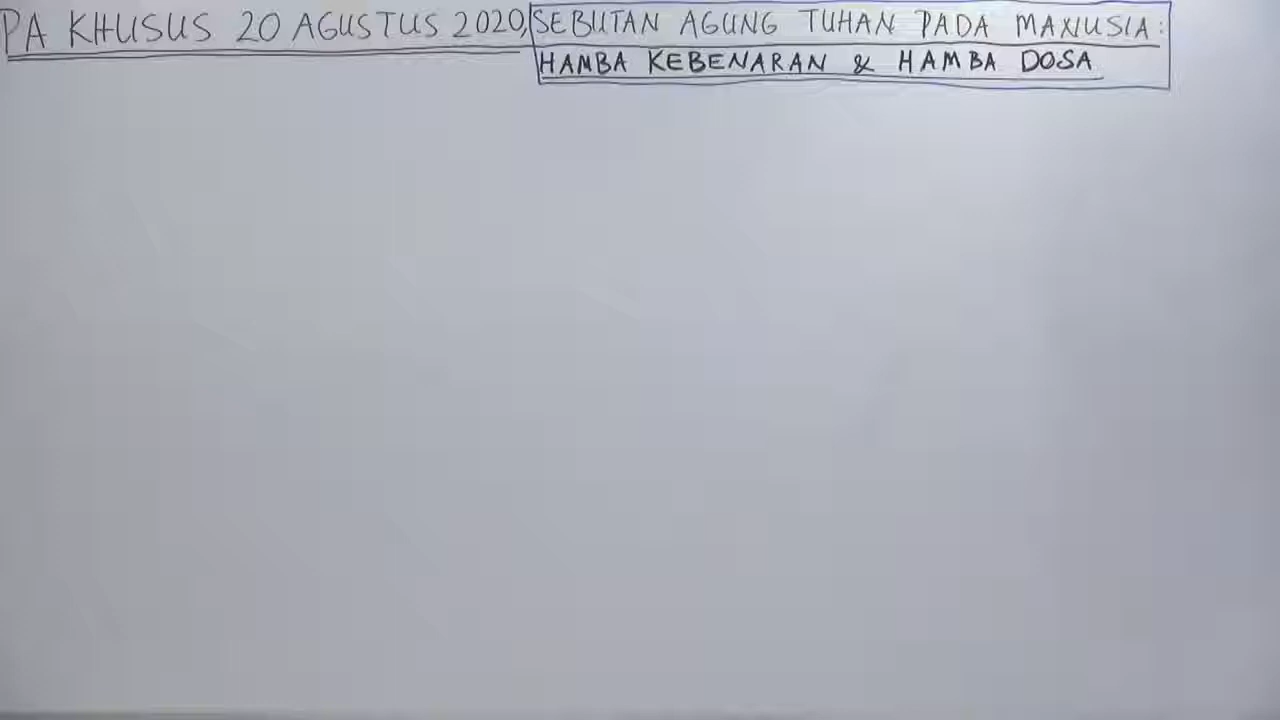 PA KHUSUS 20 AGUSTUS 2020, SEBUTAN AGUNG TUHAN PADA MANUSIA:
HAMBA KEBENARAN & HAMBA DOSA